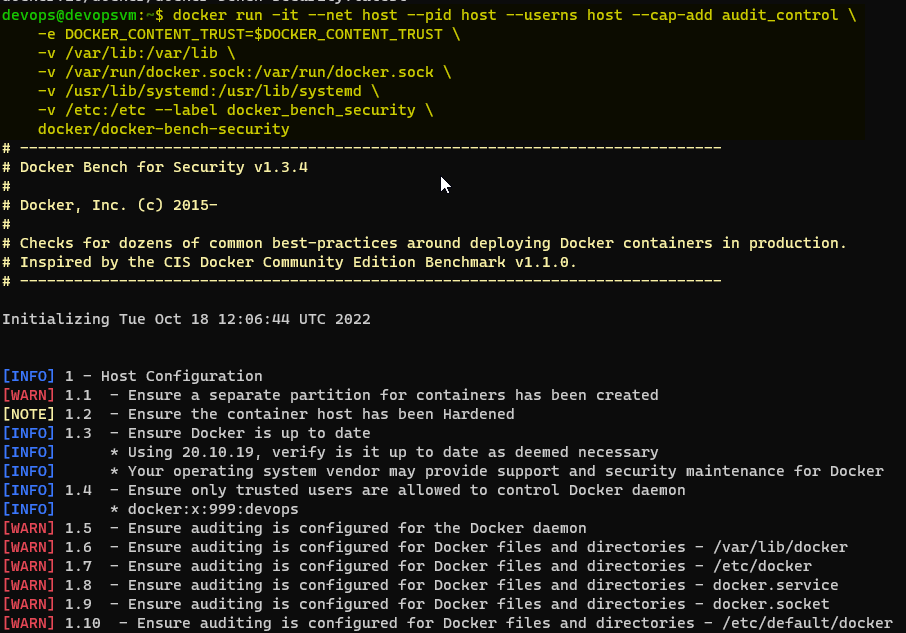 devops@devopsvm:~$ docker run -it --net host --pid host --userns host --cap-add audit_control \
-e DOCKER_CONTENT_TRUST=$DOCKER_CONTENT_TRUST \
-v /var/lib:/var/lib \
-v /var/run/docker.sock:/var/run/docker.sock \
-v /usr/lib/systemd:/usr/lib/systemd \
-v /etc:/etc --label docker_bench_security \
docker/docker-bench-security
# ------------------------------------------------------------------------------
# Docker Bench for Security v1.3.4
#
# Docker, Inc. (c) 2015-
#
# Checks for dozens of common best-practices around deploying Docker containers in production.
# Inspired by the CIS Docker Community Edition Benchmark v1.1.0.
# ------------------------------------------------------------------------------
Initializing Tue Oct 18 12:06:44 UTC 2022
[INFO] 1 - Host Configuration
[WARN] 1.1  - Ensure a separate partition for containers has been created
[NOTE] 1.2  - Ensure the container host has been Hardened
[INFO] 1.3  - Ensure Docker is up to date
[INFO]      * Using 20.10.19, verify is it up to date as deemed necessary
[INFO]      * Your operating system vendor may provide support and security maintenance for Docker
[INFO] 1.4  - Ensure only trusted users are allowed to control Docker daemon
[INFO]      * docker:x:999:devops
[WARN] 1.5  - Ensure auditing is configured for the Docker daemon
[WARN] 1.6  - Ensure auditing is configured for Docker files and directories - /var/lib/docker
[WARN] 1.7  - Ensure auditing is configured for Docker files and directories - /etc/docker
[WARN] 1.8  - Ensure auditing is configured for Docker files and directories - docker.service
[WARN] 1.9  - Ensure auditing is configured for Docker files and directories - docker.socket
[WARN] 1.10  - Ensure auditing is configured for Docker files and directories - /etc/default/docker